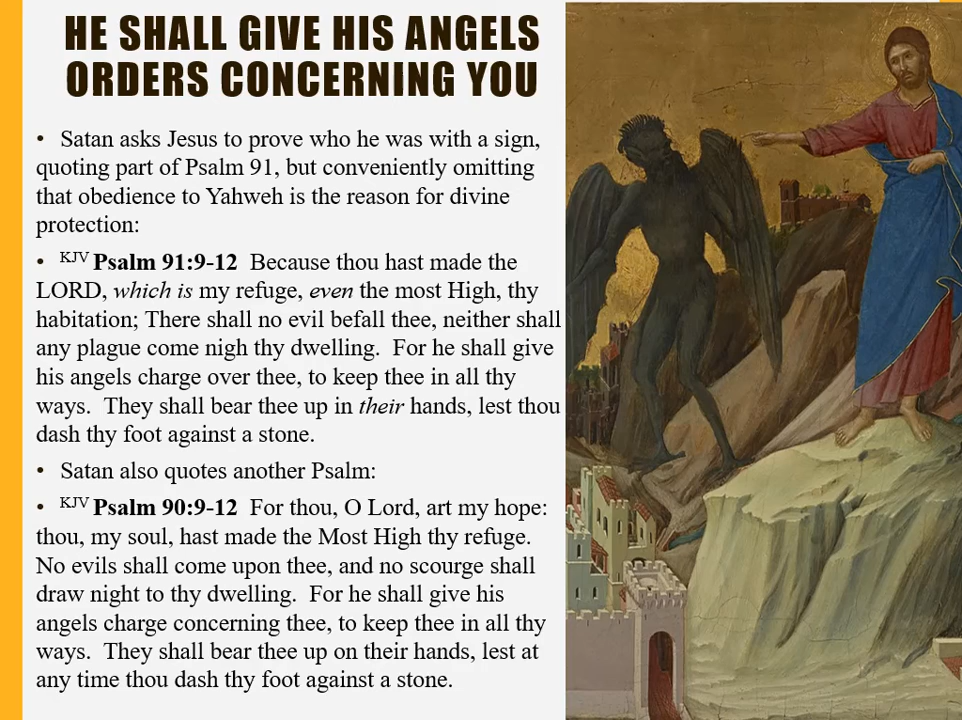 HE SHALL GIVE HIS ANGELS
ORDERS CONCERNING YOU
• Satan asks Jesus to prove who he was with a sign,
quoting part of Psalm 91, but conveniently omitting
that obedience to Yahweh is the reason for divine
protection:
• KJV Psalm 91:9-12 Because thou hast made the
LORD, which is my refuge, even the most High, thy
habitation; There shall no evil befall thee, neither shall
any plague come nigh thy dwelling. For he shall give
his angels charge over thee, to keep thee in all thy
ways. They shall bear thee up in their hands, lest thou
dash thy foot against a stone.
• Satan also quotes another Psalm:
• KJV Psalm 90:9-12 For thou, O Lord, art my hope:
thou, my soul, hast made the Most High thy refuge.
No evils shall come upon thee, and no scourge shall
draw night to thy dwelling. For he shall give his
angels charge concerning thee, to keep thee in all thy
ways. They shall bear thee up on their hands, lest at
any time thou dash thy foot against a stone.